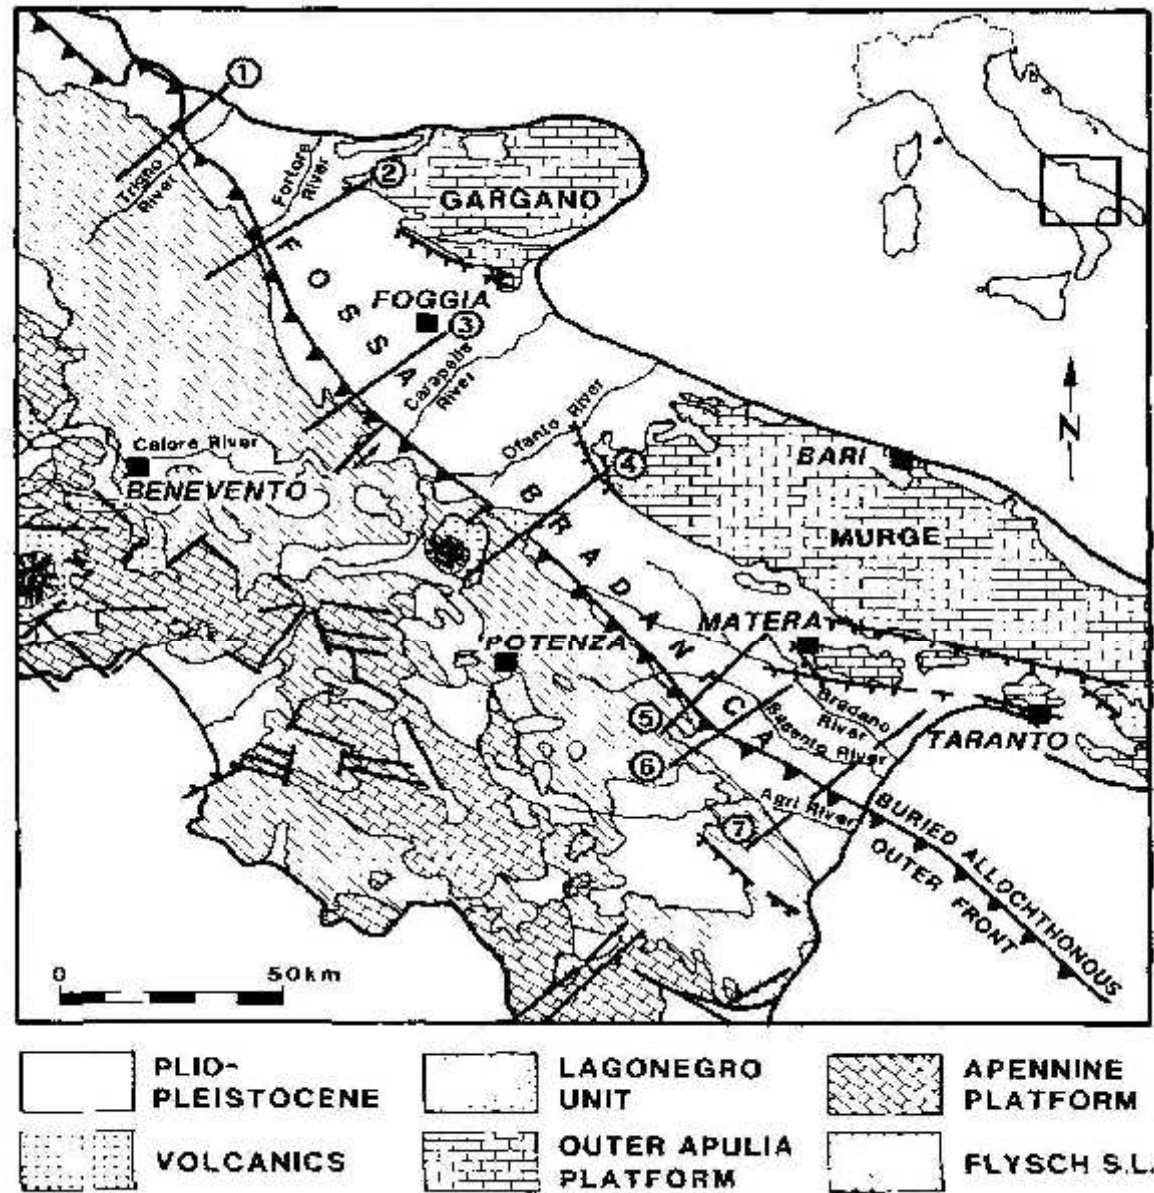 1
Trigno
River
Fortore
River
2
GARGANO
FOSSA
FOGGIA
3
Carapelle
River
Ofanto River
Calore River
BENEVENTO
4
BARI
N
MURGE
BRADANICA
MATERA
POTENZA
5
Bradano
River
Basento River
6
TARANTO
Agri River
7
BURIED ALLOCHTHONOUS
OUTER FRONT
0 50km
PLIO-
PLEISTOCENE
LAGONEGRO
UNIT
APENNINE
PLATFORM
VOLCANICS
OUTER APULIA
PLATFORM
FLYSCH S.L.